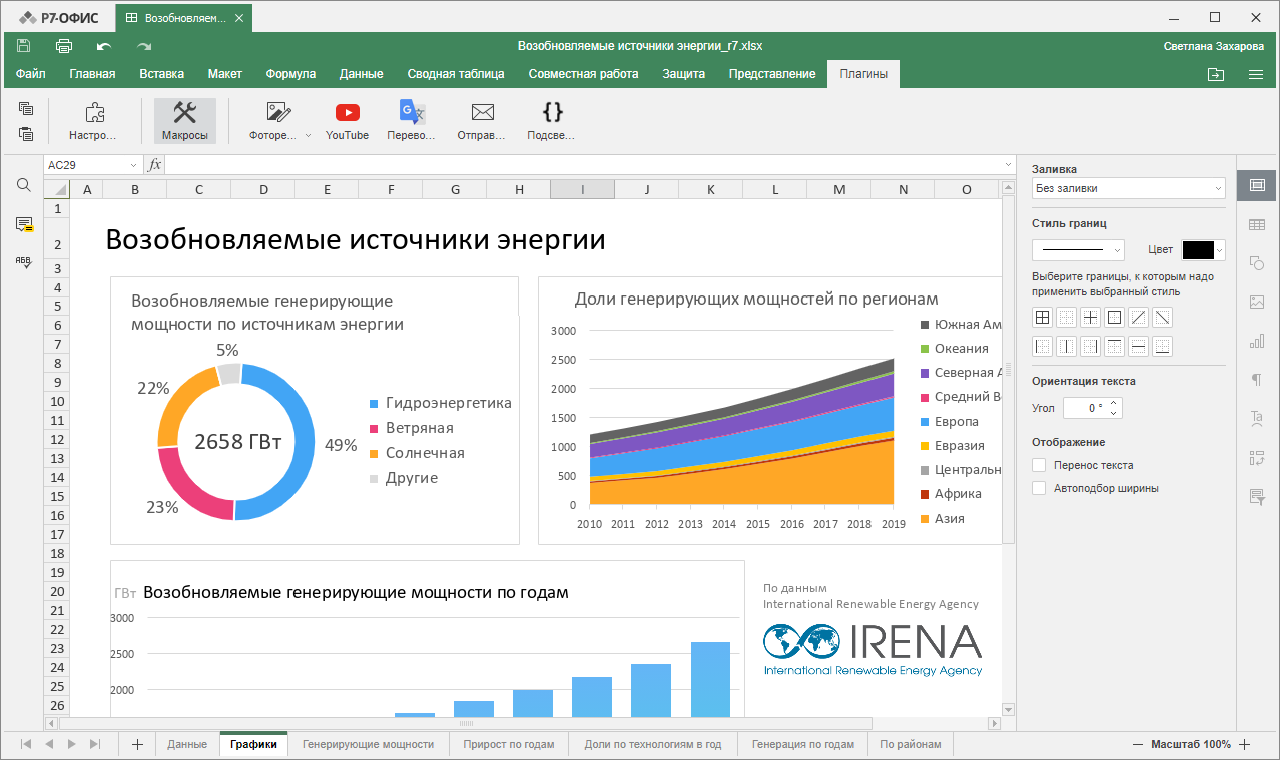 Р7-ОФИС
Возобновляем...
Возобновляемые источники энергии_r7.xlsx
Светлана Захарова
Файл Главная Вставка Макет Формула Данные Сводная таблица Совместная работа Защита Представление Плагины
Настро... Макросы Фоторе... YouTube Перево... Отправ... Подсве...
AC29 fx
A B C D E F G H I J K L M N O
1
2
3
4
5
6
7
8
9
10
11
12
13
14
15
16
17
18
19
20
21
22
23
24
25
26
Возобновляемые источники энергии
Возобновляемые генерирующие
мощности по источникам энергии
5%
22%
49%
23%
2658 ГВт
Гидроэнергетика
Ветряная
Солнечная
Другие
Доли генерирующих мощностей по регионам
3000
2500
2000
1500
1000
500
0
2010 2011 2012 2013 2014 2015 2016 2017 2018 2019
Южная Ам
Океания
Северная А
Средний В
Европа
Евразия
Центральн
Африка
Азия
ГВт Возобновляемые генерирующие мощности по годам
3000
2500
2000
По данным
International Renewable Energy Agency
IRENA
International Renewable Energy Agency
Заливка
Без заливки
Стиль границ
Цвет
Выберите границы, к которым надо
применить выбранный стиль
Ориентация текста
Угол 0 °
Отображение
Перенос текста
Автоподбор ширины
АБВ
Та
Данные Графики Генерирующие мощности Прирост по годам Доли по технологиям в год Генерация по годам По районам
Масштаб 100%